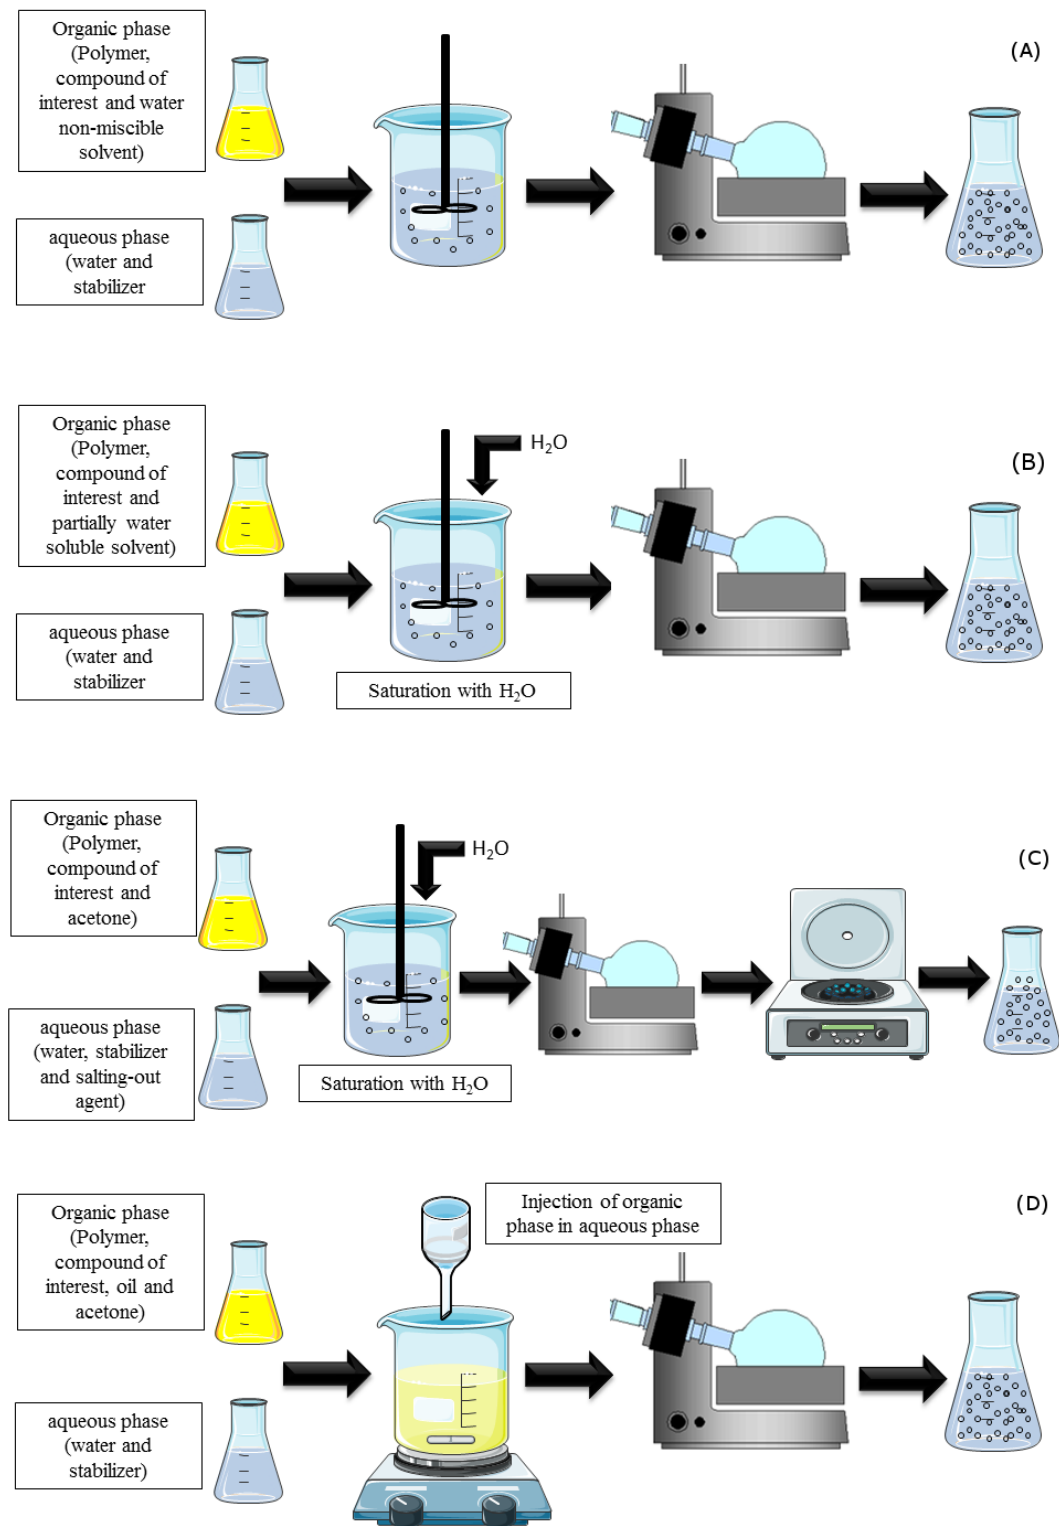 Organic phase
(Polymer,
compound of
interest and water
non-miscible
solvent)
(A)
aqueous phase
(water and
stabilizer
Organic phase
(Polymer,
compound of
interest and
partially water
soluble solvent)
H₂O
(B)
aqueous phase
(water and
stabilizer
Saturation with H₂O
Organic phase
(Polymer,
compound of
interest and
acetone)
H₂O
(C)
aqueous phase
(water, stabilizer
and salting-out
agent)
Saturation with H₂O
Organic phase
(Polymer,
compound of
interest, oil and
acetone)
Injection of organic
phase in aqueous phase
(D)
aqueous phase
(water and
stabilizer)